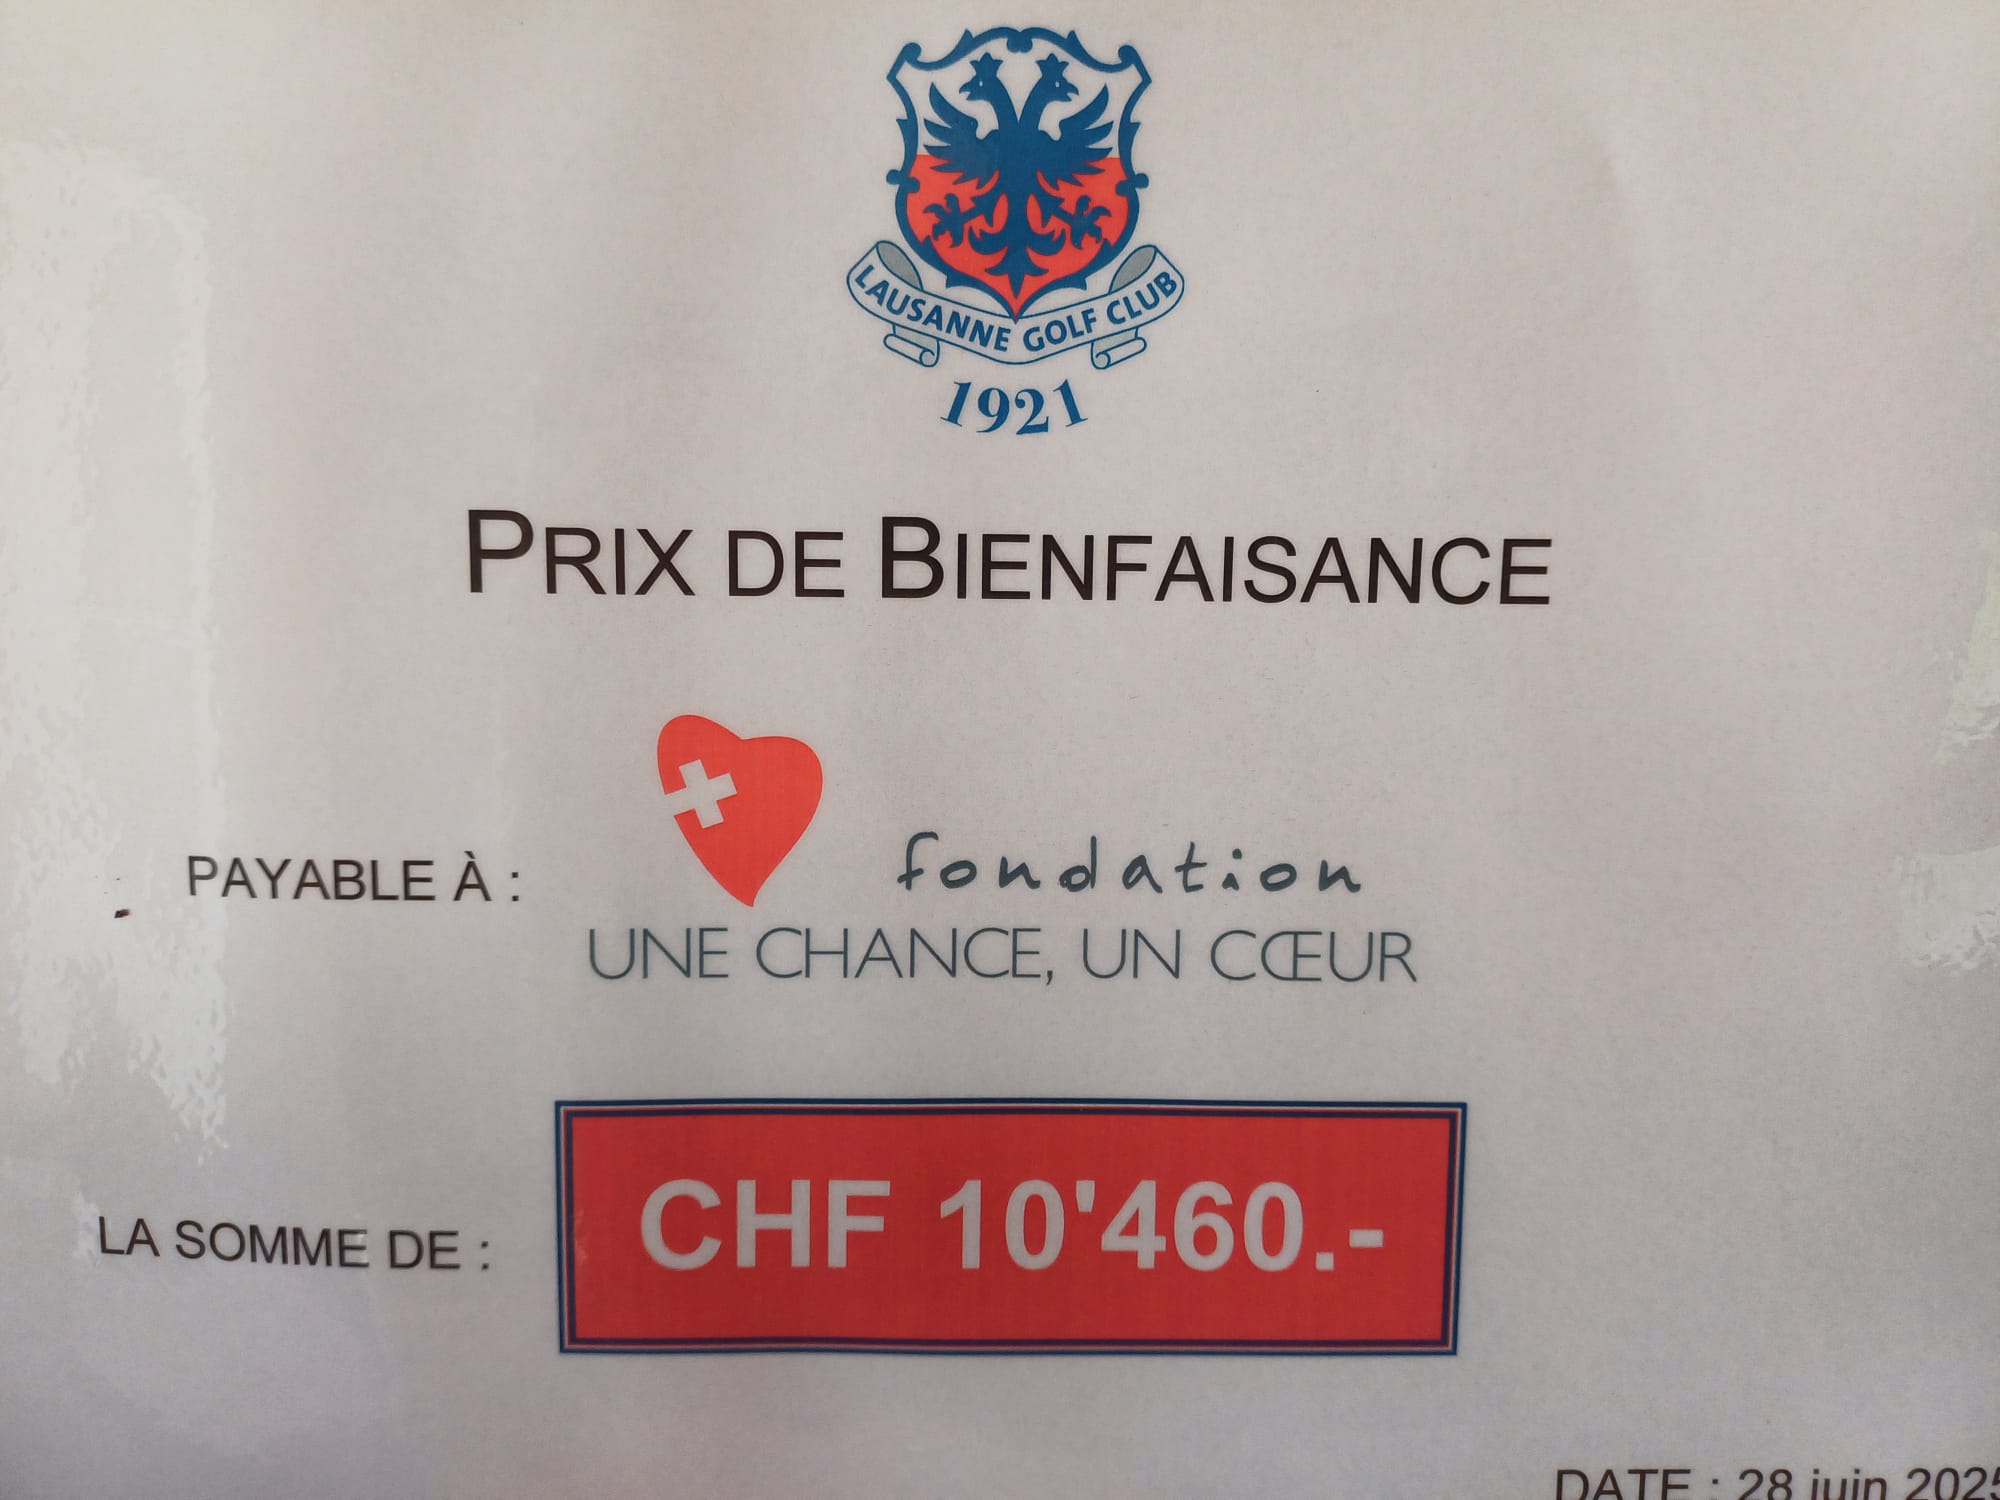 LAUSANNE GOLF CLUB
1921
PRIX DE BIENFAISANCE
PAYABLE À :
fondation
UNE CHANCE, UN CŒUR
LA SOMME DE :
CHF 10'460.-
DATE : 28 juin 2025